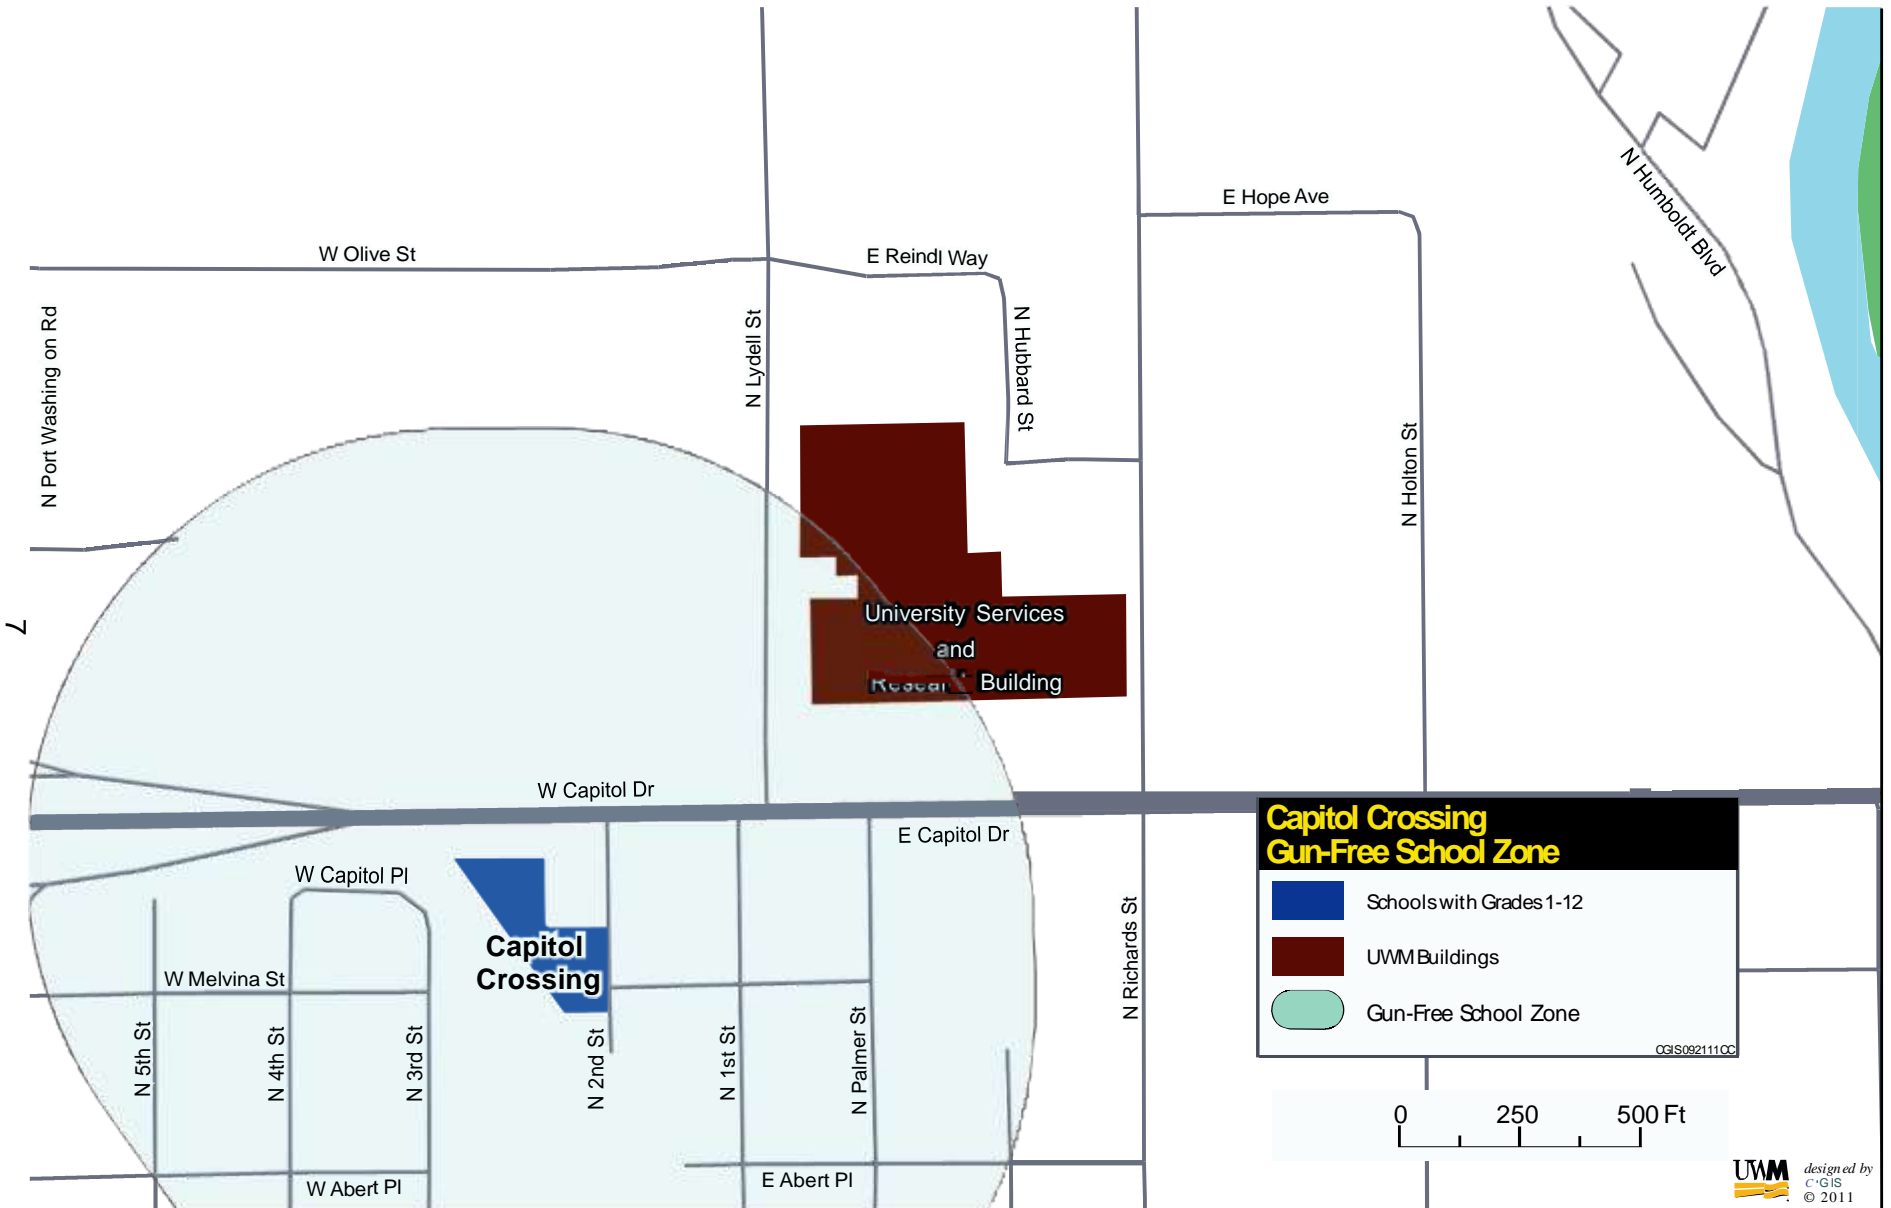 E Hope Ave
N Humboldt Blvd
W Olive St
E Reindl Way
N Port Washing on Rd
N Lydell St
N Hubbard St
N Holton St
7
University Services
and
Building
W Capitol Dr
E Capitol Dr
Capitol Crossing
Gun-Free School Zone
Schools with Grades 1-12
UWM Buildings
Gun-Free School Zone
CGIS092111CC
W Capitol Pl
Capitol
Crossing
W Melvina St
N Richards St
N 5th St
N 4th St
N 3rd St
N 2nd St
N 1st St
N Palmer St
0 250 500 Ft
W Abert Pl
E Abert Pl
UWM
designed by
C·GIS
© 2011